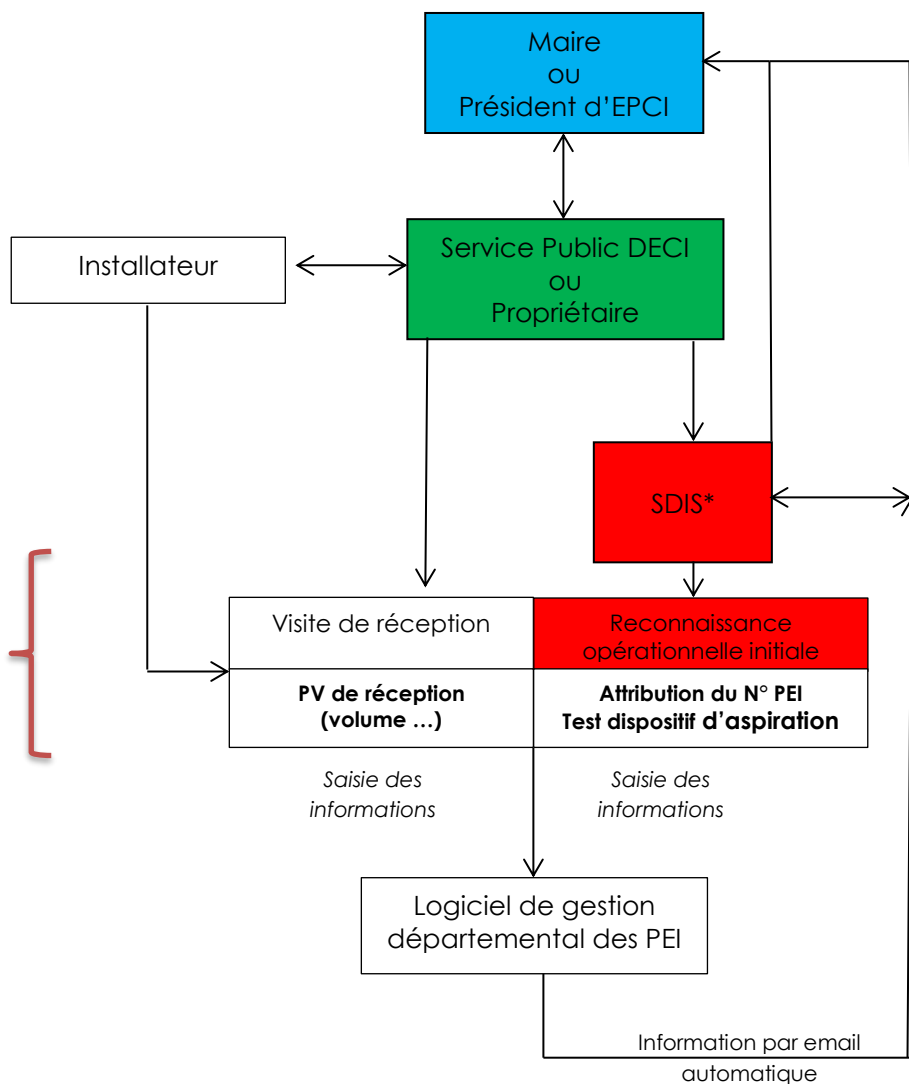 Maire
ou
Président d’EPCI
Installateur
Service Public DECI
ou
Propriétaire
SDIS*
Visite de réception
Reconnaissance
opérationnelle initiale
PV de réception
(volume …)
Attribution du N° PEI
Test dispositif d’aspiration
Saisie des
informations
Saisie des
informations
Logiciel de gestion
départemental des PEI
Information par email
automatique